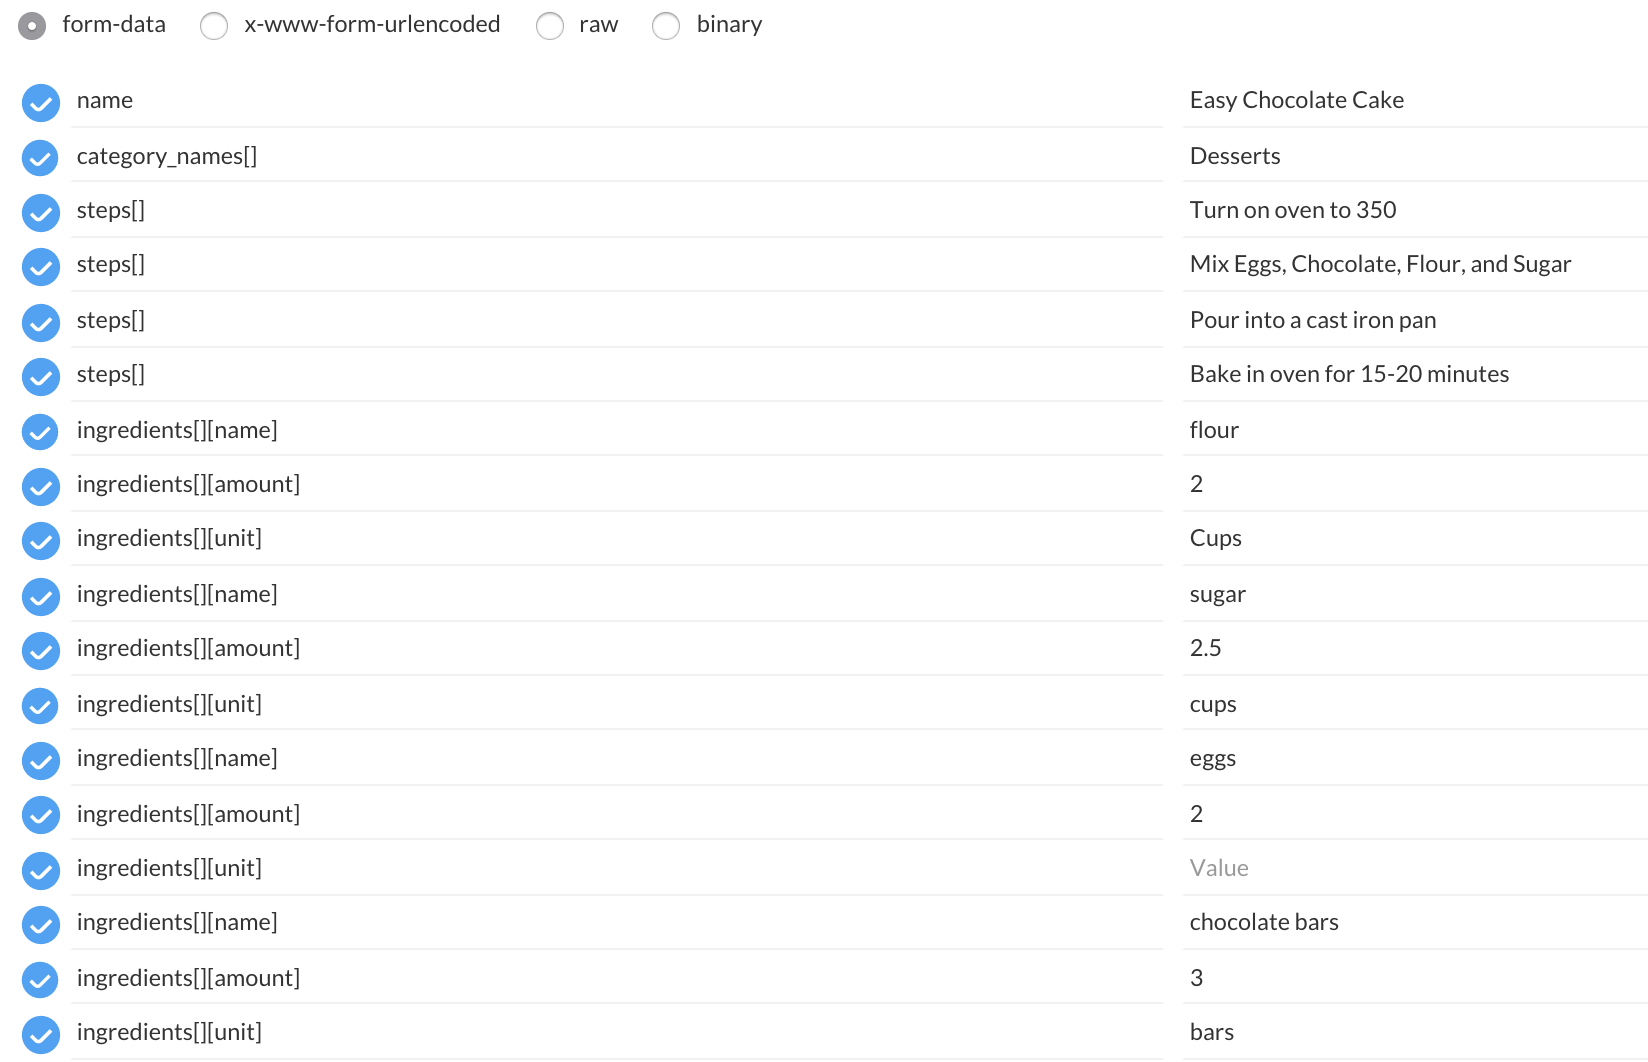 form-data x-www-form-urlencoded raw binary
name Easy Chocolate Cake
category_names[] Desserts
steps[] Turn on oven to 350
steps[] Mix Eggs, Chocolate, Flour, and Sugar
steps[] Pour into a cast iron pan
steps[] Bake in oven for 15-20 minutes
ingredients[][name] flour
ingredients[][amount] 2
ingredients[][unit] Cups
ingredients[][name] sugar
ingredients[][amount] 2.5
ingredients[][unit] cups
ingredients[][name] eggs
ingredients[][amount] 2
ingredients[][unit] Value
ingredients[][name] chocolate bars
ingredients[][amount] 3
ingredients[][unit] bars